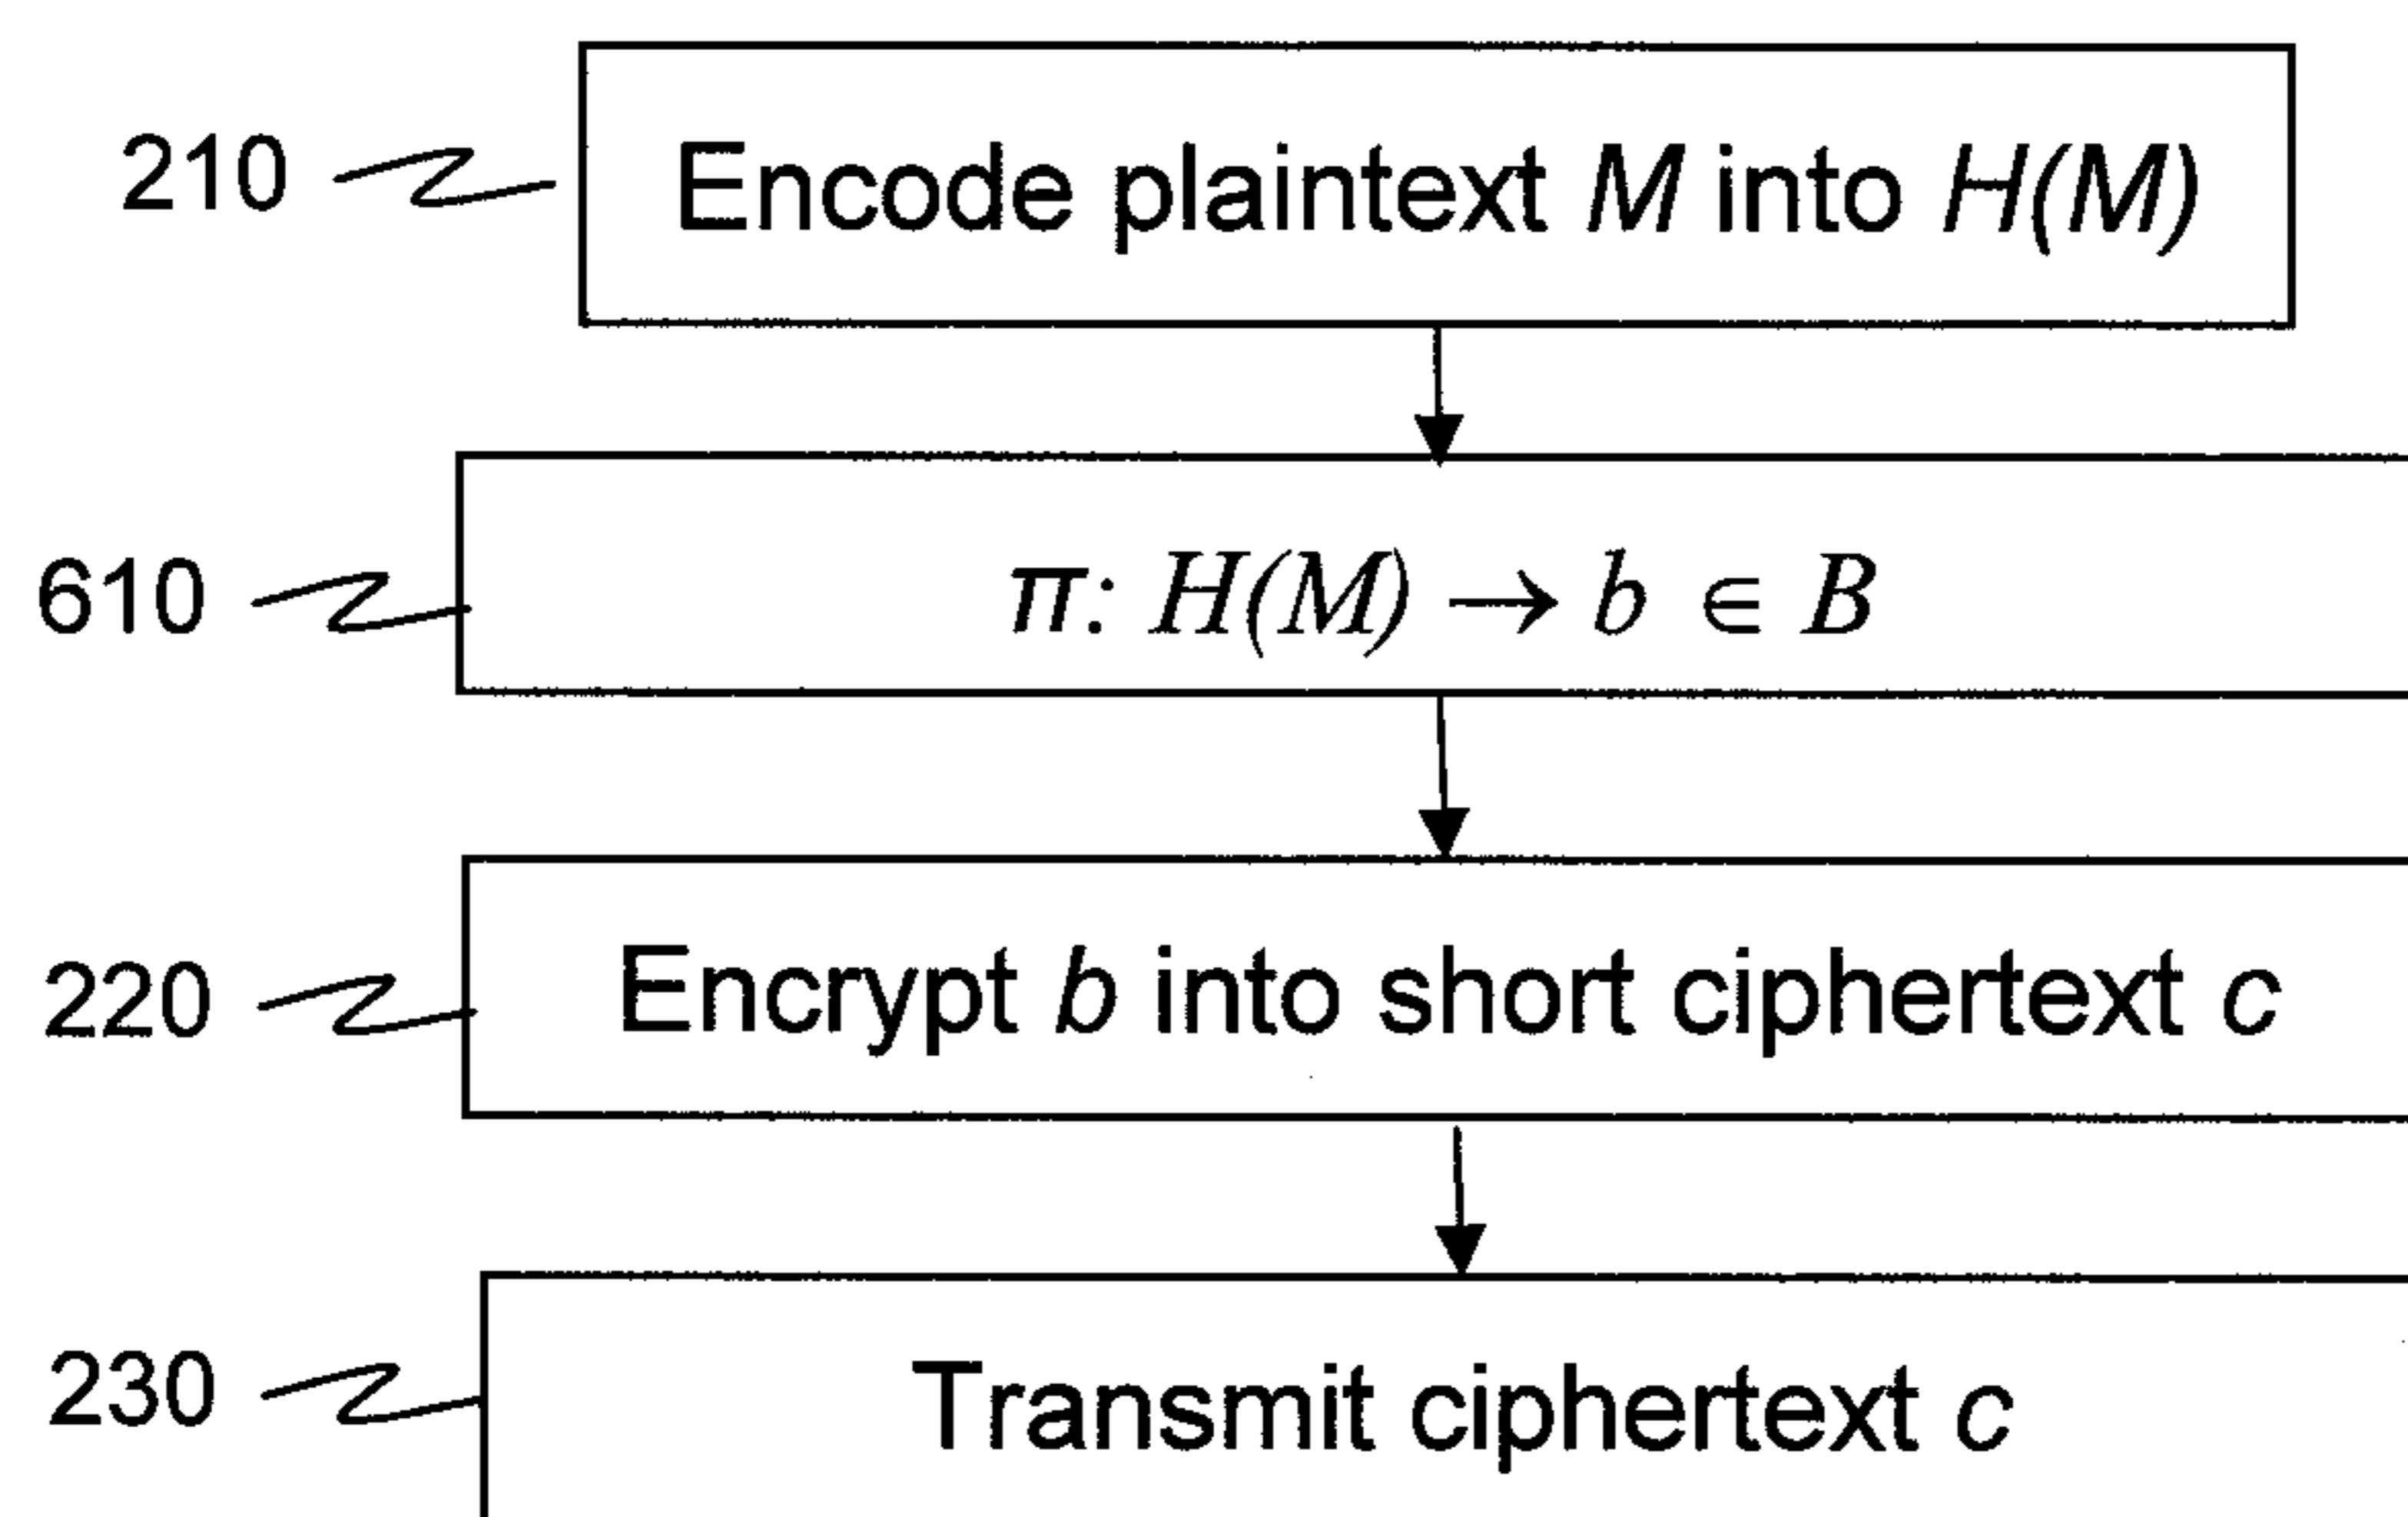 210 Encode plaintext M into H(M)
610 π: H(M) → b ∈ B
220 Encrypt b into short ciphertext c
230 Transmit ciphertext c